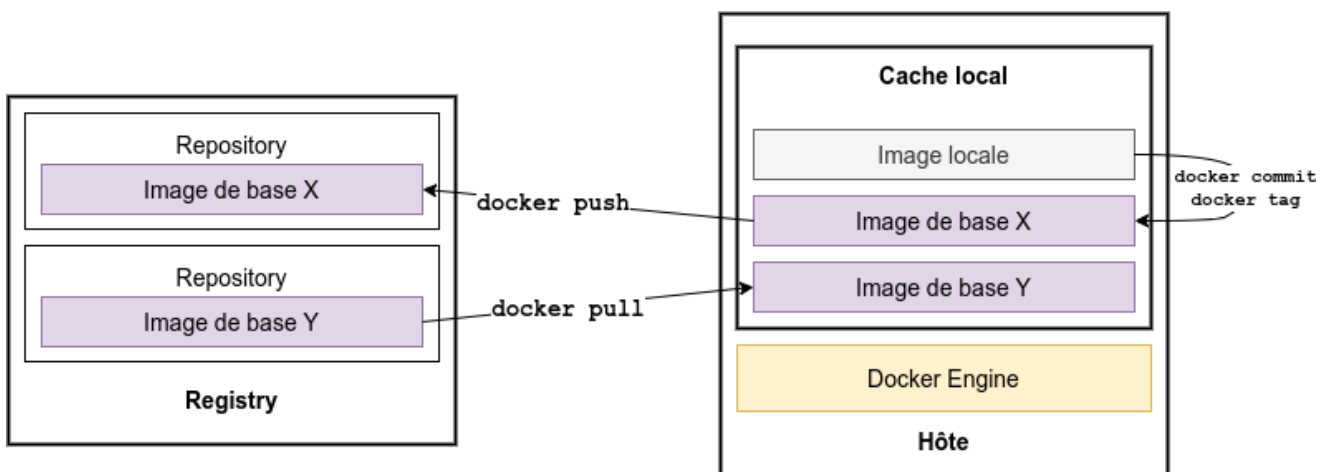 Repository
Image de base X
Repository
Image de base Y
Registry
docker push
docker pull
Cache local
Image locale
Image de base X
Image de base Y
docker commit
docker tag
Docker Engine
Hôte